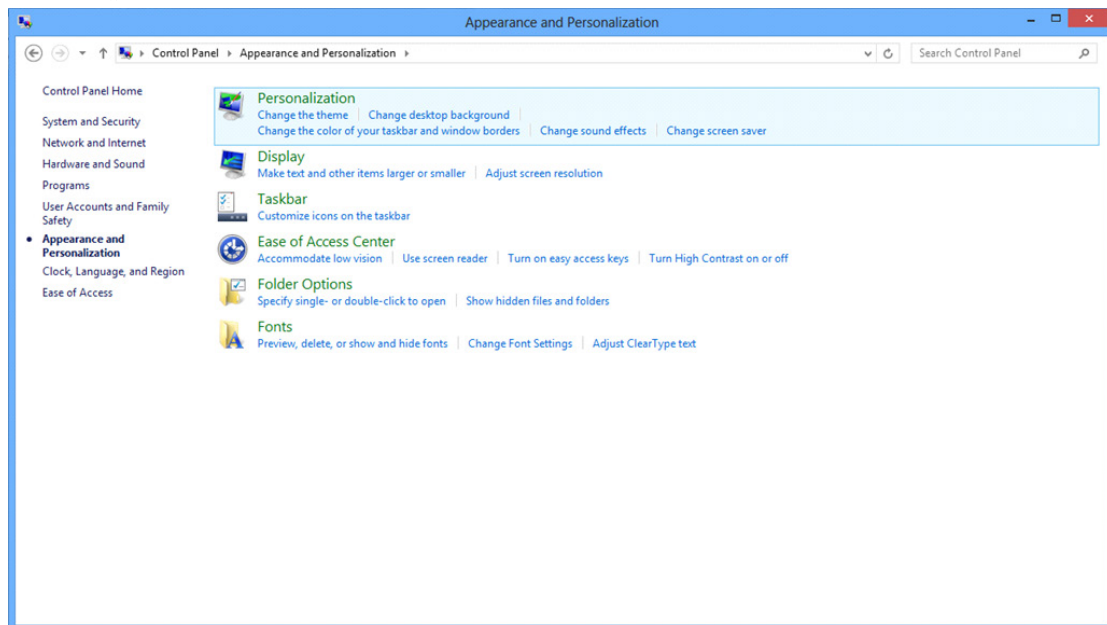 Appearance and Personalization
Control Panel Appearance and Personalization
Search Control Panel
Control Panel Home
System and Security
Network and Internet
Hardware and Sound
Programs
User Accounts and Family
Safety
Appearance and
Personalization
Clock, Language, and Region
Ease of Access
Personalization
Change the theme Change desktop background
Change the color of your taskbar and window borders Change sound effects Change screen saver
Display
Make text and other items larger or smaller Adjust screen resolution
Taskbar
Customize icons on the taskbar
Ease of Access Center
Accommodate low vision Use screen reader Turn on easy access keys Turn High Contrast on or off
Folder Options
Specify single- or double-click to open Show hidden files and folders
Fonts
Preview, delete, or show and hide fonts Change Font Settings Adjust ClearType text